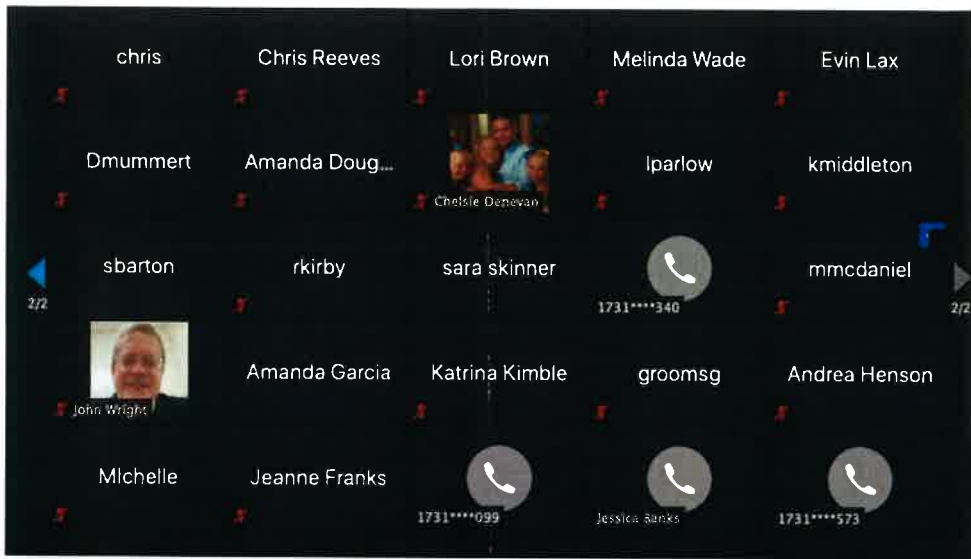 chris
Chris Reeves
Lori Brown
Melinda Wade
Evin Lax
Dmummert
Amanda Doug...
Chelsie Denevan
lparlow
kmiddleton
sbarton
rkirby
sara skinner
1731****340
mmcdaniel
2/2
2/2
John Wright
Amanda Garcia
Katrina Kimble
groomsg
Andrea Henson
MIchelle
Jeanne Franks
1731****099
Jessica Banks
1731****573